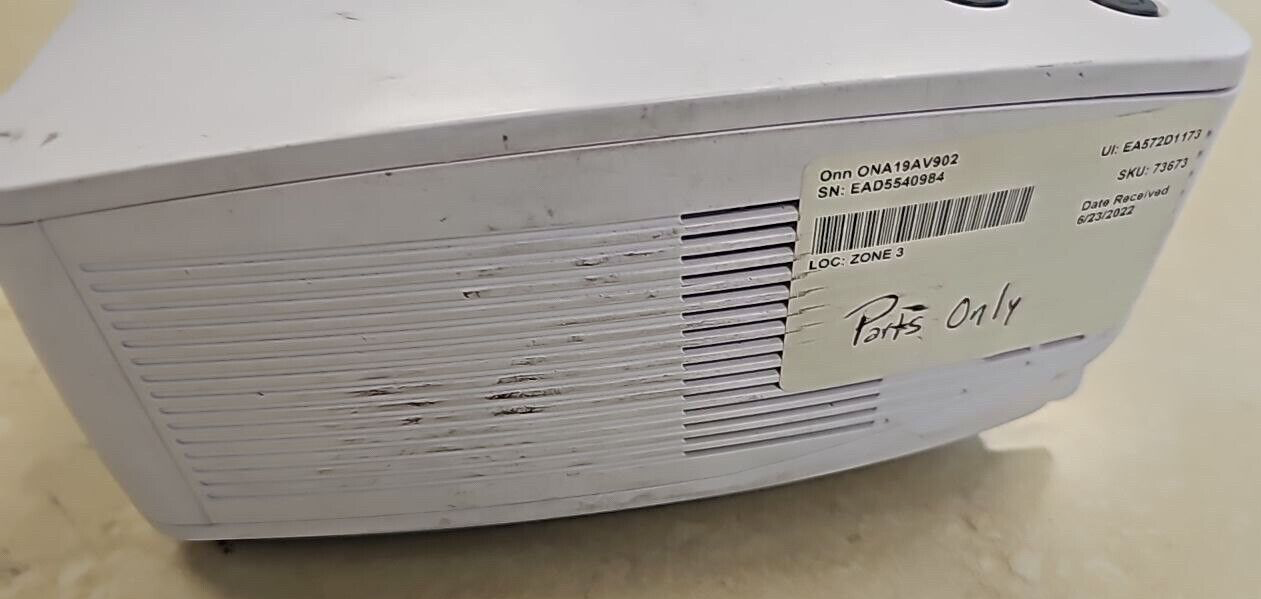 Onn ONA19AV902
SN: EAD5540984
UI: EA572D1173
SKU: 73673
Date Received
6/23/2022
LOC: ZONE 3
Parts Only